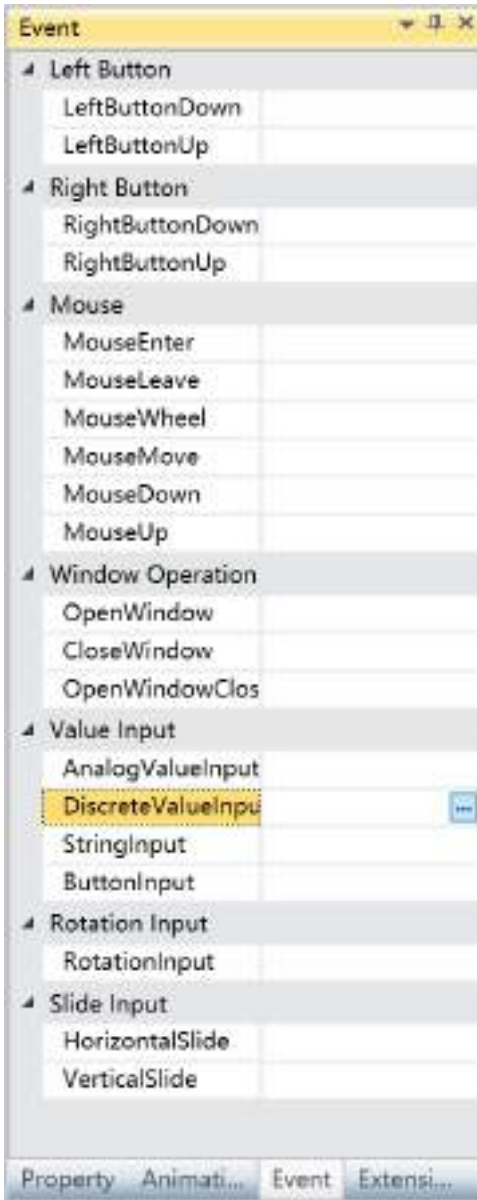 Event
Left Button
LeftButtonDown
LeftButtonUp
Right Button
RightButtonDown
RightButtonUp
Mouse
MouseEnter
MouseLeave
MouseWheel
MouseMove
MouseDown
MouseUp
Window Operation
OpenWindow
CloseWindow
OpenWindowClos
Value Input
AnalogValueInput
DiscreteValueInpu
...
StringInput
ButtonInput
Rotation Input
RotationInput
Slide Input
HorizontalSlide
VerticalSlide
Property Animati... Event Extensi...